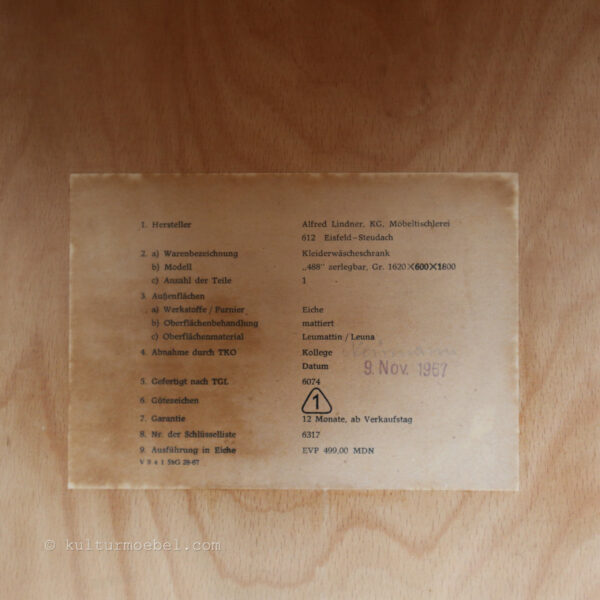 1. Hersteller Alfred Lindner, KG, Möbeltischlerei
612 Eisfeld-Steudach
2. a) Warenbezeichnung Kleiderwäscheschrank
b) Modell „488" zerlegbar, Gr. 1620×600×1800
c) Anzahl der Teile 1
3. Außenflächen
a) Werkstoffe / Furnier Eiche
b) Oberflächenbehandlung mattiert
c) Oberflächenmaterial Leumattin / Leuna
4. Abnahme durch TKO Kollege
Datum 9. Nov. 1967
5. Gefertigt nach TGL 6074
6. Gütezeichen 1
7. Garantie 12 Monate, ab Verkaufstag
8. Nr. der Schlüsselliste 6317
9. Ausführung in Eiche EVP 499,00 MDN
© kulturmoebel.com